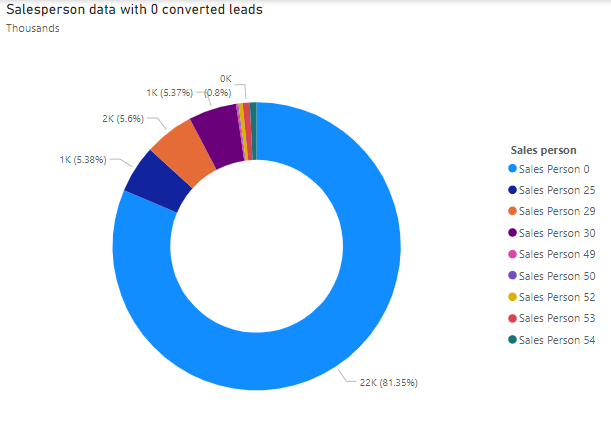 Salesperson data with 0 converted leads
Thousands
0K
(0.8%)
1K (5.37%)
2K (5.6%)
1K (5.38%)
22K (81.35%)
Sales person
Sales Person 0
Sales Person 25
Sales Person 29
Sales Person 30
Sales Person 49
Sales Person 50
Sales Person 52
Sales Person 53
Sales Person 54